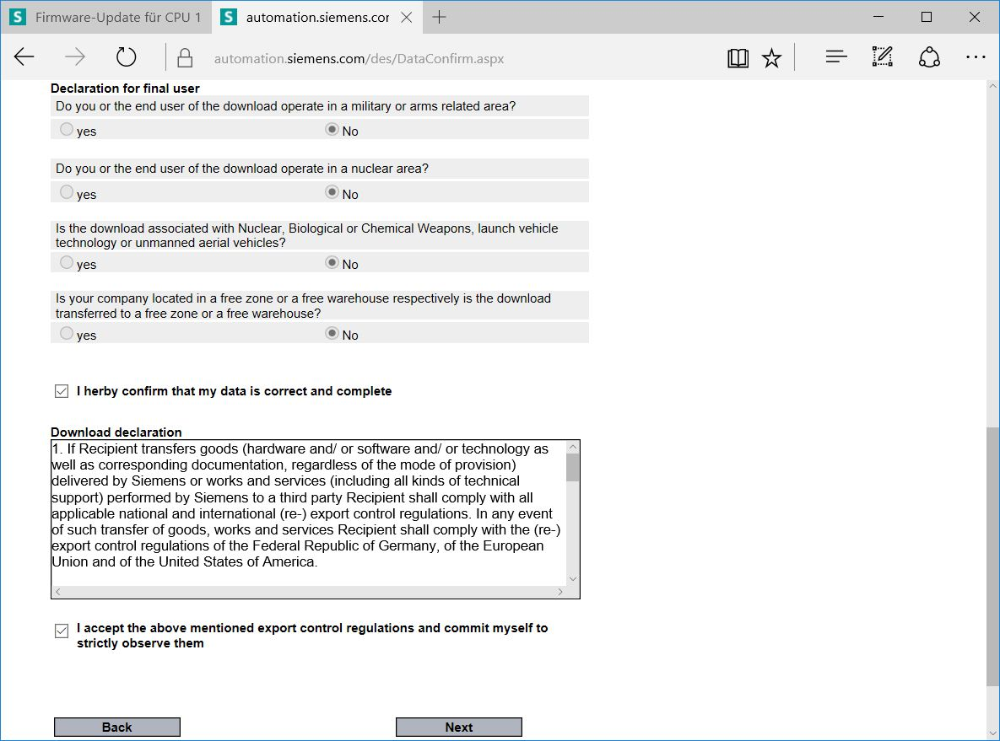 S Firmware-Update für CPU 1
S automation.siemens.cor
automation.siemens.com/des/DataConfirm.aspx
Declaration for final user
Do you or the end user of the download operate in a military or arms related area?
yes No
Do you or the end user of the download operate in a nuclear area?
yes No
Is the download associated with Nuclear, Biological or Chemical Weapons, launch vehicle
technology or unmanned aerial vehicles?
yes No
Is your company located in a free zone or a free warehouse respectively is the download
transferred to a free zone or a free warehouse?
yes No
I herby confirm that my data is correct and complete
Download declaration
1. If Recipient transfers goods (hardware and/ or software and/ or technology as
well as corresponding documentation, regardless of the mode of provision)
delivered by Siemens or works and services (including all kinds of technical
support) performed by Siemens to a third party Recipient shall comply with all
applicable national and international (re-) export control regulations. In any event
of such transfer of goods, works and services Recipient shall comply with the (re-)
export control regulations of the Federal Republic of Germany, of the European
Union and of the United States of America.
I accept the above mentioned export control regulations and commit myself to
strictly observe them
Back Next